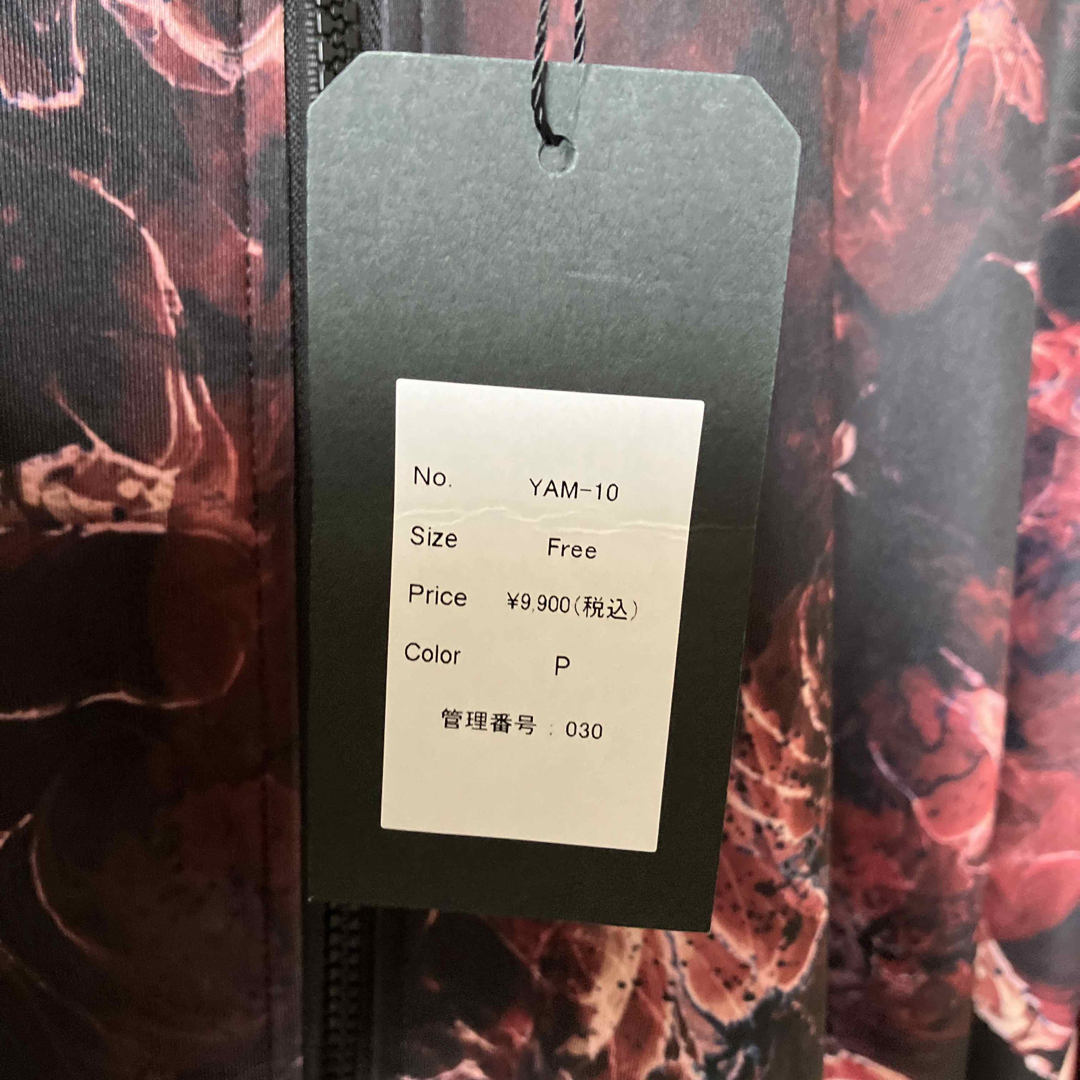 No. YAM-10
Size Free
Price ¥9,900(税込)
Color P
管理番号 : 030